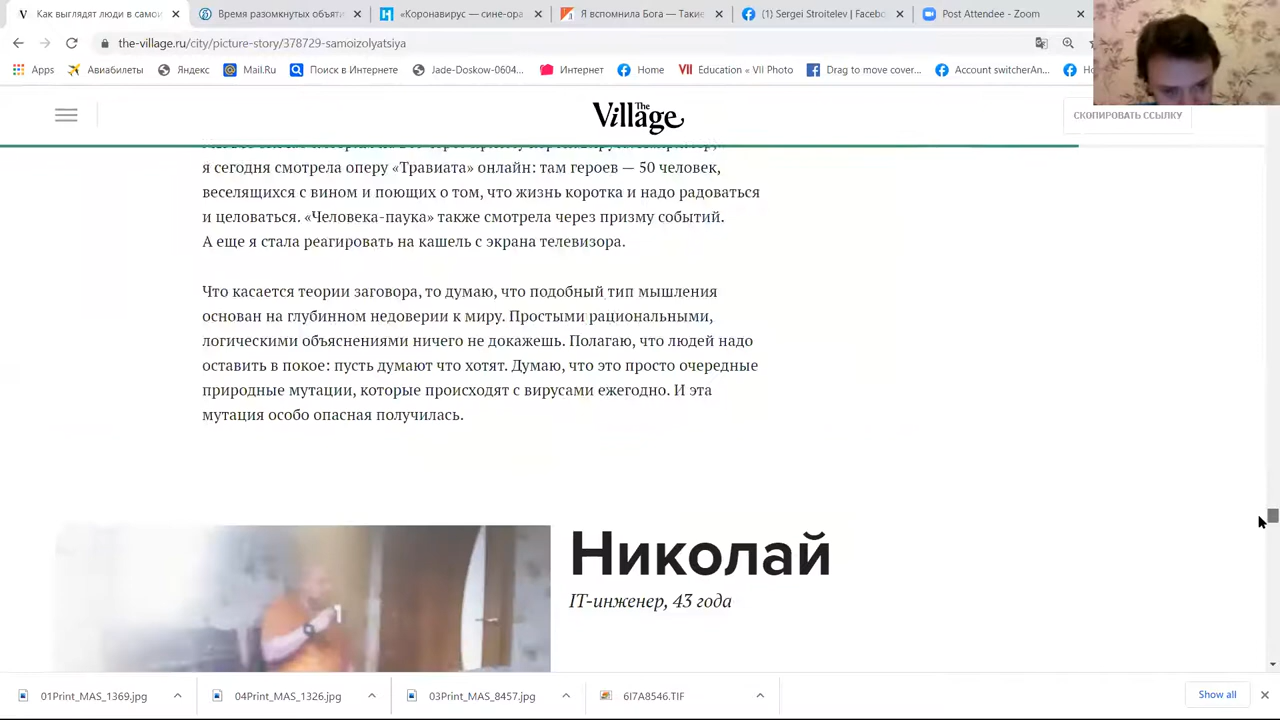 Как выглядят люди в самои
Время разомкнутых объяти
«Коронавирус — сине-ора
Я вспомнила Бога — Такие
(1) Sergei Stroitelev | Faceb
Post Attendee - Zoom
the-village.ru/city/picture-story/378729-samoizolyatsiya
Apps
Авиабилеты
Яндекс
Mail.Ru
Поиск в Интернете
Jade-Doskow-0604...
Интернет
Home
VII Education « VII Photo
Drag to move cover...
Account switcherAn...
The Village
СКОПИРОВАТЬ ССЫЛКУ
я сегодня смотрела оперу «Травиата» онлайн: там героев — 50 человек,
веселящихся с вином и поющих о том, что жизнь коротка и надо радоваться
и целоваться. «Человека-паука» также смотрела через призму событий.
А еще я стала реагировать на кашель с экрана телевизора.
Что касается теории заговора, то думаю, что подобный тип мышления
основан на глубинном недоверии к миру. Простыми рациональными,
логическими объяснениями ничего не докажешь. Полагаю, что людей надо
оставить в покое: пусть думают что хотят. Думаю, что это просто очередные
природные мутации, которые происходят с вирусами ежегодно. И эта
мутация особо опасная получилась.
Николай
IT-инженер, 43 года
01Print_MAS_1369.jpg
04Print_MAS_1326.jpg
03Print_MAS_8457.jpg
6I7A8546.TIF
Show all